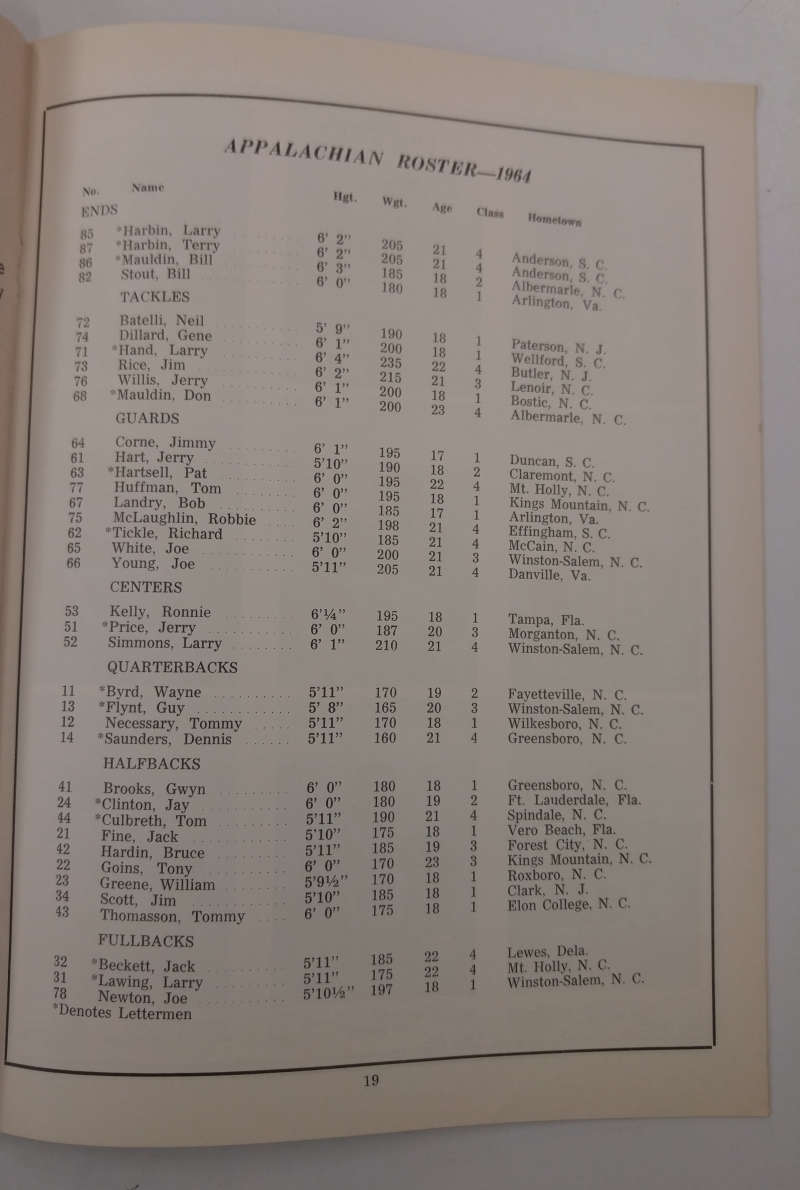 APPALACHIAN ROSTER—1964
No. Name Hgt. Wgt. Age Class Hometown
ENDS
85 *Harbin, Larry 6' 2" 205 21 4 Anderson, S. C.
87 *Harbin, Terry 6' 2" 205 21 4 Anderson, S. C.
86 *Mauldin, Bill 6' 3" 185 18 2 Albermarle, N. C.
82 Stout, Bill 6' 0" 180 18 1 Arlington, Va.
TACKLES
72 Batelli, Neil 5' 9" 190 18 1 Paterson, N. J.
74 Dillard, Gene 6' 1" 200 18 1 Wellford, S. C.
71 *Hand, Larry 6' 4" 235 22 4 Butler, N. J.
73 Rice, Jim 6' 2" 215 21 3 Lenoir, N. C.
76 Willis, Jerry 6' 1" 200 18 1 Bostic, N. C.
68 *Mauldin, Don 6' 1" 200 23 4 Albermarle, N. C.
GUARDS
64 Corne, Jimmy 6' 1" 195 17 1 Duncan, S. C.
61 Hart, Jerry 5'10" 190 18 2 Claremont, N. C.
63 *Hartsell, Pat 6' 0" 195 22 4 Mt. Holly, N. C.
77 Huffman, Tom 6' 0" 195 18 1 Kings Mountain, N. C.
67 Landry, Bob 6' 0" 185 17 1 Arlington, Va.
75 McLaughlin, Robbie 6' 2" 198 21 4 Effingham, S. C.
62 *Tickle, Richard 5'10" 185 21 4 McCain, N. C.
65 White, Joe 6' 0" 200 21 3 Winston-Salem, N. C.
66 Young, Joe 5'11" 205 21 4 Danville, Va.
CENTERS
53 Kelly, Ronnie 6'¼" 195 18 1 Tampa, Fla.
51 *Price, Jerry 6' 0" 187 20 3 Morganton, N. C.
52 Simmons, Larry 6' 1" 210 21 4 Winston-Salem, N. C.
QUARTERBACKS
11 *Byrd, Wayne 5'11" 170 19 2 Fayetteville, N. C.
13 *Flynt, Guy 5' 8" 165 20 3 Winston-Salem, N. C.
12 Necessary, Tommy 5'11" 170 18 1 Wilkesboro, N. C.
14 *Saunders, Dennis 5'11" 160 21 4 Greensboro, N. C.
HALFBACKS
41 Brooks, Gwyn 6' 0" 180 18 1 Greensboro, N. C.
24 *Clinton, Jay 6' 0" 180 19 2 Ft. Lauderdale, Fla.
44 *Culbreth, Tom 5'11" 190 21 4 Spindale, N. C.
21 Fine, Jack 5'10" 175 18 1 Vero Beach, Fla.
42 Hardin, Bruce 5'11" 185 19 3 Forest City, N. C.
22 Goins, Tony 6' 0" 170 23 3 Kings Mountain, N. C.
23 Greene, William 5'9½" 170 18 1 Roxboro, N. C.
34 Scott, Jim 5'10" 185 18 1 Clark, N. J.
43 Thomasson, Tommy 6' 0" 175 18 1 Elon College, N. C.
FULLBACKS
32 *Beckett, Jack 5'11" 185 22 4 Lewes, Dela.
31 *Lawing, Larry 5'11" 175 22 4 Mt. Holly, N. C.
78 Newton, Joe 5'10½" 197 18 1 Winston-Salem, N. C.
*Denotes Lettermen
19